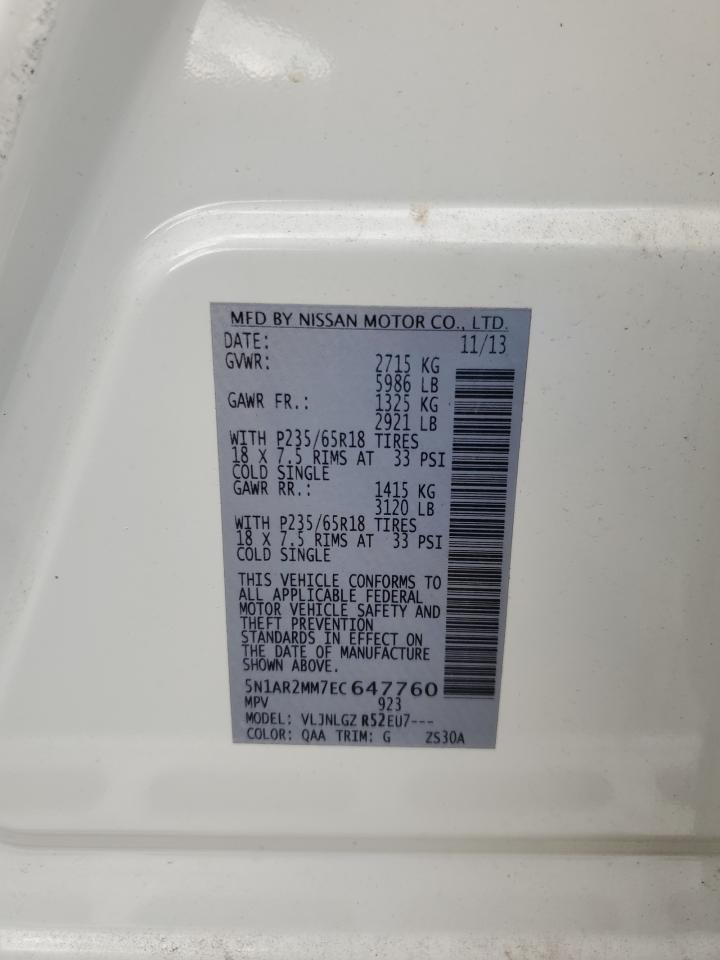 MFD BY NISSAN MOTOR CO., LTD.
DATE: 11/13
GVWR: 2715 KG
5986 LB
GAWR FR.: 1325 KG
2921 LB
WITH P235/65R18 TIRES
18 X 7.5 RIMS AT 33 PSI
COLD SINGLE
GAWR RR.: 1415 KG
3120 LB
WITH P235/65R18 TIRES
18 X 7.5 RIMS AT 33 PSI
COLD SINGLE
THIS VEHICLE CONFORMS TO
ALL APPLICABLE FEDERAL
MOTOR VEHICLE SAFETY AND
THEFT PREVENTION
STANDARDS IN EFFECT ON
THE DATE OF MANUFACTURE
SHOWN ABOVE.
5N1AR2MM7EC647760
MPV 923
MODEL: VLJNLGZ R52EU7---
COLOR: QAA TRIM: G ZS30A